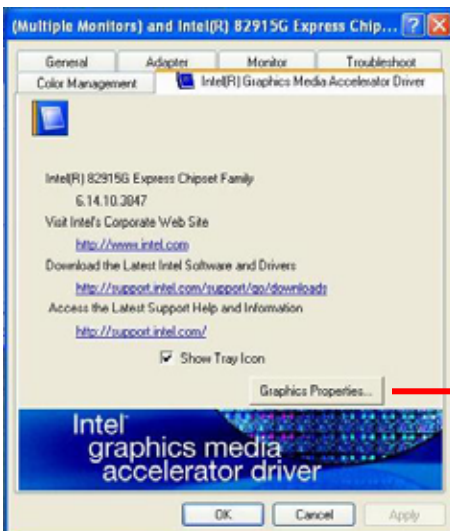 (Multiple Monitors) and Intel(R) 82915G Express Chip...
General Adapter Monitor Troubleshoot
Color Management Intel(R) Graphics Media Accelerator Driver
Intel(R) 82915G Express Chipset Family
6.14.10.3847
Visit Intel's Corporate Web Site
http://www.intel.com
Download the Latest Intel Software and Drivers
http://support.intel.com/support/go/downloads
Access the Latest Support Help and Information
http://support.intel.com/
Show Tray Icon
Graphics Properties...
Intel
graphics media
accelerator driver
OK Cancel Apply